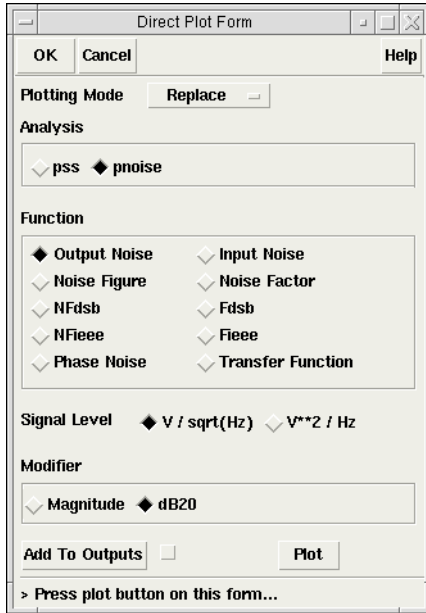 Direct Plot Form
OK Cancel Help
Plotting Mode Replace
Analysis
pss pnoise
Function
Output Noise Input Noise
Noise Figure Noise Factor
NFdsb Fdsb
NFieee Fieee
Phase Noise Transfer Function
Signal Level V / sqrt(Hz) V**2 / Hz
Modifier
Magnitude dB20
Add To Outputs Plot
> Press plot button on this form...